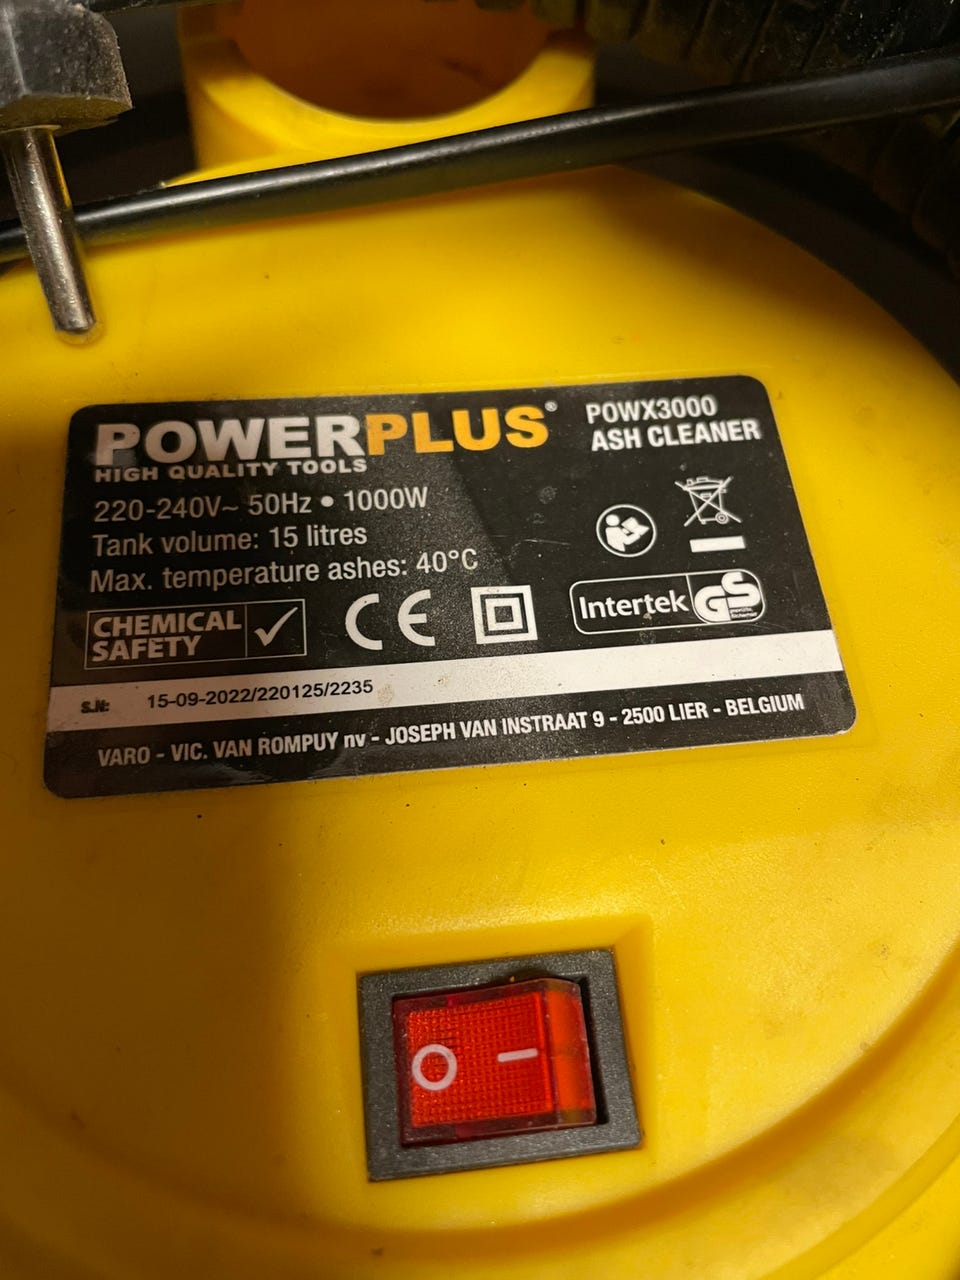 POWERPLUS®
HIGH QUALITY TOOLS
POWX3000
ASH CLEANER
220-240V~ 50Hz • 1000W
Tank volume: 15 litres
Max. temperature ashes: 40°C
CHEMICAL
SAFETY
CE
Intertek
GS
geprüfte
Sicherheit
S.N: 15-09-2022/220125/2235
VARO - VIC. VAN ROMPUY nv - JOSEPH VAN INSTRAAT 9 - 2500 LIER - BELGIUM